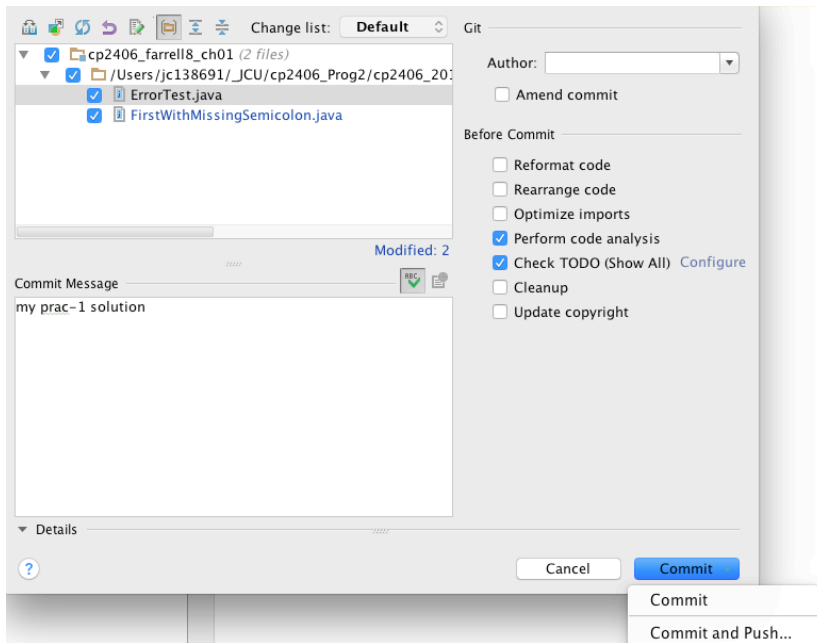 Change list: Default
cp2406_farrell8_ch01 (2 files)
/Users/jc138691/_JCU/cp2406_Prog2/cp2406_201
ErrorTest.java
FirstWithMissingSemicolon.java
Modified: 2
Commit Message
ABC
my prac-1 solution
Details
?
Git
Author:
Amend commit
Before Commit
Reformat code
Rearrange code
Optimize imports
Perform code analysis
Check TODO (Show All) Configure
Cleanup
Update copyright
Cancel
Commit
Commit
Commit and Push...